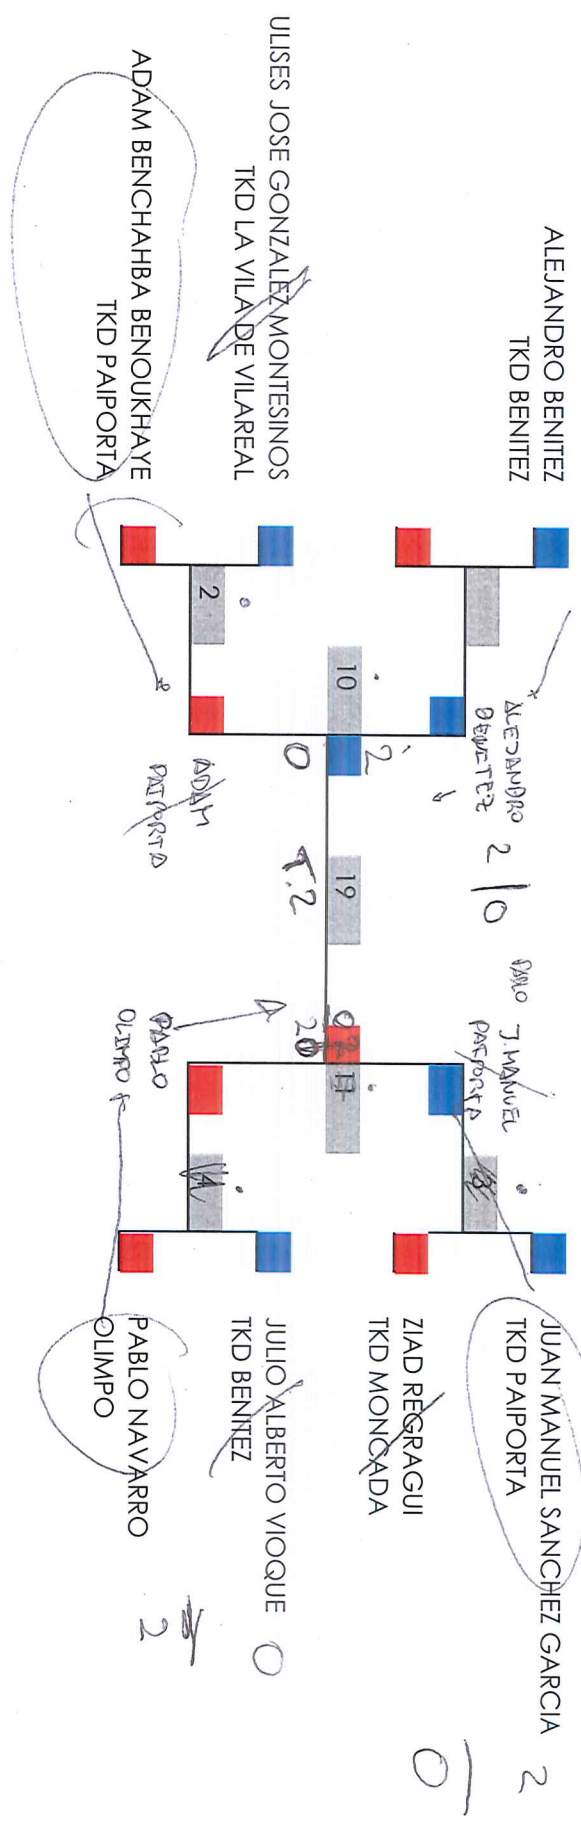 ALEJANDRO BENITEZ
TKD BENITEZ
ULISES JOSE GONZALEZ MONTESINOS
TKD LA VILA DE VILAREAL
ADAM BENCHAHBA BENOUKHAYE
TKD PAIPORTA
2
10
ALEJANDRO
BENITEZ
2/0
2
0
ADAM
PAIPORTA
19
T.2
PABLO
J. MANUEL
PAIPORTA
PABLO
OLIMPO
2
3
4
JUAN MANUEL SANCHEZ GARCIA
TKD PAIPORTA
2
0
ZIAD REGRAGUI
TKD MONCADA
JULIO ALBERTO VIOQUE
TKD BENITEZ
0
PABLO NAVARRO
OLIMPO
2